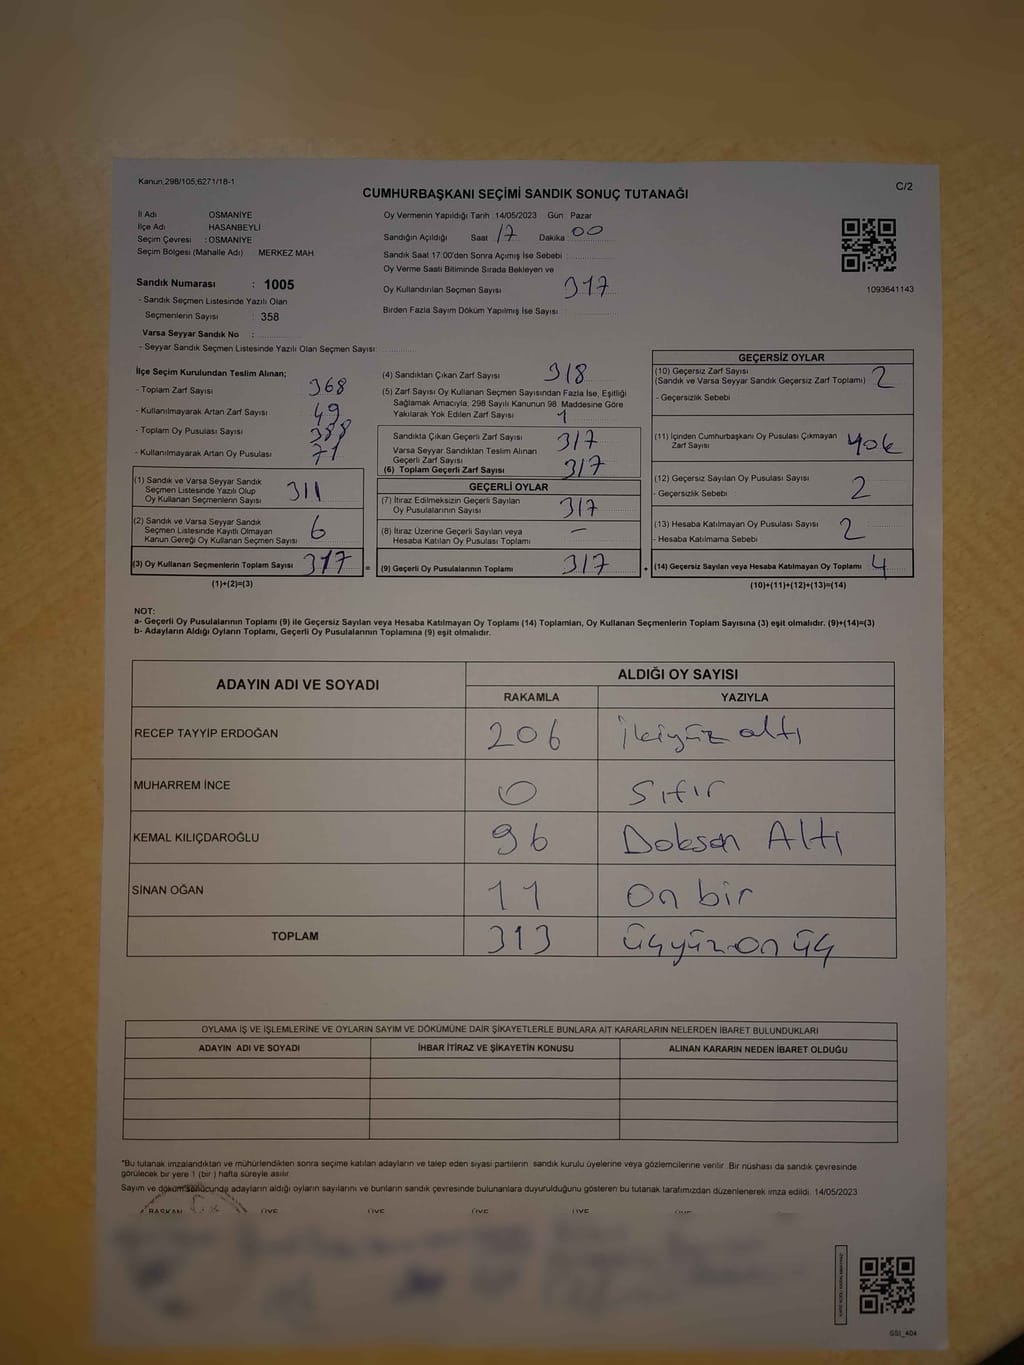 Kanun;298/105;6271/18-1
CUMHURBAŞKANI SEÇİMİ SANDIK SONUÇ TUTANAĞI
C/2
İl Adı OSMANİYE
İlçe Adı HASANBEYLİ
Seçim Çevresi : OSMANİYE
Seçim Bölgesi (Mahalle Adı) MERKEZ MAH
Sandık Numarası : 1005
- Sandık Seçmen Listesinde Yazılı Olan
Seçmenlerin Sayısı : 358
Varsa Seyyar Sandık No :
- Seyyar Sandık Seçmen Listesinde Yazılı Olan Seçmen Sayısı:
Oy Vermenin Yapıldığı Tarih : 14/05/2023 Gün : Pazar
Sandığın Açıldığı Saat : 17 Dakika : 00
Sandık Saat 17:00'den Sonra Açımış İse Sebebi :
Oy Verme Saati Bitiminde Sırada Bekleyen ve
Oy Kullandırılan Seçmen Sayısı 317
Birden Fazla Sayım Döküm Yapılmış İse Sayısı :
1093641143
İlçe Seçim Kurulundan Teslim Alınan;
- Toplam Zarf Sayısı 368
- Kullanılmayarak Artan Zarf Sayısı 49
- Toplam Oy Pusulası Sayısı 388
- Kullanılmayarak Artan Oy Pusulası 71
(1) Sandık ve Varsa Seyyar Sandık
Seçmen Listesinde Yazılı Olup
Oy Kullanan Seçmenlerin Sayısı 311
(2) Sandık ve Varsa Seyyar Sandık
Seçmen Listesinde Kayıtlı Olmayan
Kanun Gereği Oy Kullanan Seçmen Sayısı 6
(3) Oy Kullanan Seçmenlerin Toplam Sayısı 317
(1)+(2)=(3)
(4) Sandıktan Çıkan Zarf Sayısı 318
(5) Zarf Sayısı Oy Kullanan Seçmen Sayısından Fazla İse, Eşitliği
Sağlamak Amacıyla, 298 Sayılı Kanunun 98. Maddesine Göre
Yakılarak Yok Edilen Zarf Sayısı 1
Sandıkta Çıkan Geçerli Zarf Sayısı 317
Varsa Seyyar Sandıktan Teslim Alınan
Geçerli Zarf Sayısı
(6) Toplam Geçerli Zarf Sayısı 317
GEÇERLİ OYLAR
(7) İtiraz Edilmeksizin Geçerli Sayılan
Oy Pusulalarının Sayısı 317
(8) İtiraz Üzerine Geçerli Sayılan veya
Hesaba Katılan Oy Pusulası Toplamı –
= (9) Geçerli Oy Pusulalarının Toplamı 317
GEÇERSİZ OYLAR
(10) Geçersiz Zarf Sayısı
(Sandık ve Varsa Seyyar Sandık Geçersiz Zarf Toplamı) 2
- Geçersizlik Sebebi
(11) İçinden Cumhurbaşkanı Oy Pusulası Çıkmayan
Zarf Sayısı yok
(12) Geçersiz Sayılan Oy Pusulası Sayısı 2
- Geçersizlik Sebebi :
(13) Hesaba Katılmayan Oy Pusulası Sayısı 2
- Hesaba Katılmama Sebebi :
+ (14) Geçersiz Sayılan veya Hesaba Katılmayan Oy Toplamı 4
(10)+(11)+(12)+(13)=(14)
NOT:
a- Geçerli Oy Pusulalarının Toplamı (9) ile Geçersiz Sayılan veya Hesaba Katılmayan Oy Toplamı (14) Toplamları, Oy Kullanan Seçmenlerin Toplam Sayısına (3) eşit olmalıdır. (9)+(14)=(3)
b- Adayların Aldığı Oyların Toplamı, Geçerli Oy Pusulalarının Toplamına (9) eşit olmalıdır.
ADAYIN ADI VE SOYADI ALDIĞI OY SAYISI
RAKAMLA YAZIYLA
RECEP TAYYİP ERDOĞAN 206 ikiyüz altı
MUHARREM İNCE 0 sıfır
KEMAL KILIÇDAROĞLU 96 Doksan Altı
SİNAN OĞAN 11 on bir
TOPLAM 313 üçyüz on üç
OYLAMA İŞ VE İŞLEMLERİNE VE OYLARIN SAYIM VE DÖKÜMÜNE DAİR ŞİKAYETLERLE BUNLARA AİT KARARLARIN NELERDEN İBARET BULUNDUKLARI
ADAYIN ADI VE SOYADI İHBAR İTİRAZ VE ŞİKAYETİN KONUSU ALINAN KARARIN NEDEN İBARET OLDUĞU
*Bu tutanak imzalandıktan ve mühürlendikten sonra seçime katılan adayların ve talep eden siyasi partilerin sandık kurulu üyelerine veya gözlemcilerine verilir. Bir nüshası da sandık çevresinde
görülecek bir yere 1 (bir) hafta süreyle asılır.
Sayım ve döküm sonucunda adayların aldığı oyların sayılarını ve bunların sandık çevresinde bulunanlara duyurulduğunu gösteren bu tutanak tarafımızdan düzenlenerek imza edildi. 14/05/2023
BAŞKAN ÜYE ÜYE ÜYE ÜYE ÜYE
SSI_404